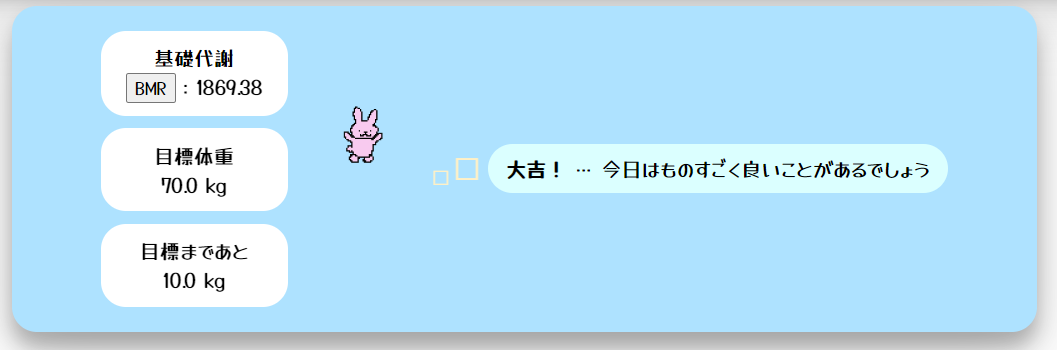 基礎代謝
BMR : 1869.38
目標体重
70.0 kg
目標まであと
10.0 kg
大吉! … 今日はものすごく良いことがあるでしょう